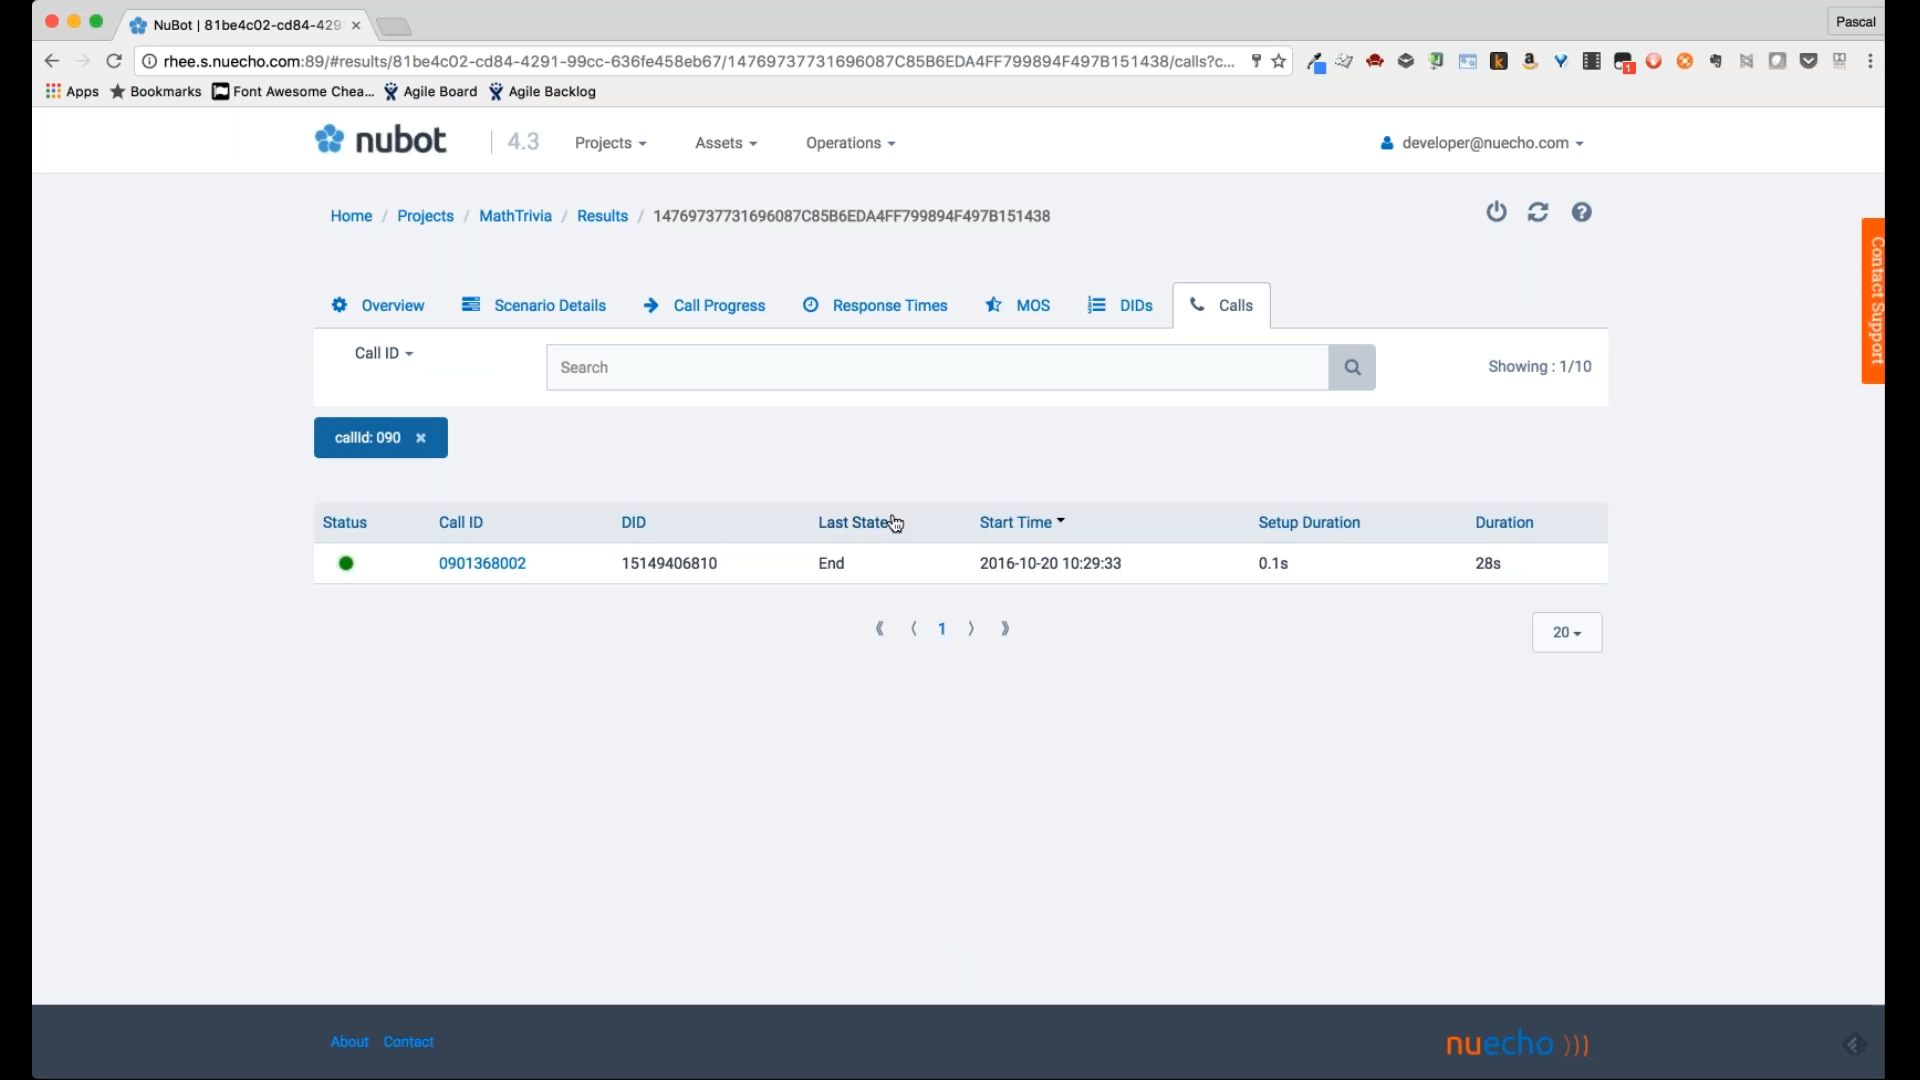 NuBot | 81be4c02-cd84-429
Pascal
rhee.s.nuecho.com:89/#results/81be4c02-cd84-4291-99cc-636fe458eb67/14769737731696087C85B6EDA4FF799894F497B151438/calls?c...
Apps Bookmarks Font Awesome Chea... Agile Board Agile Backlog
nubot | 4.3 Projects Assets Operations developer@nuecho.com
Home / Projects / MathTrivia / Results / 14769737731696087C85B6EDA4FF799894F497B151438
Contact Support
Overview Scenario Details Call Progress Response Times MOS DIDs Calls
Call ID Search Showing : 1/10
callId: 090 ×
Status Call ID DID Last State Start Time Setup Duration Duration
0901368002 15149406810 End 2016-10-20 10:29:33 0.1s 28s
⟪ ⟨ 1 ⟩ ⟫
20
About Contact
nuecho )))